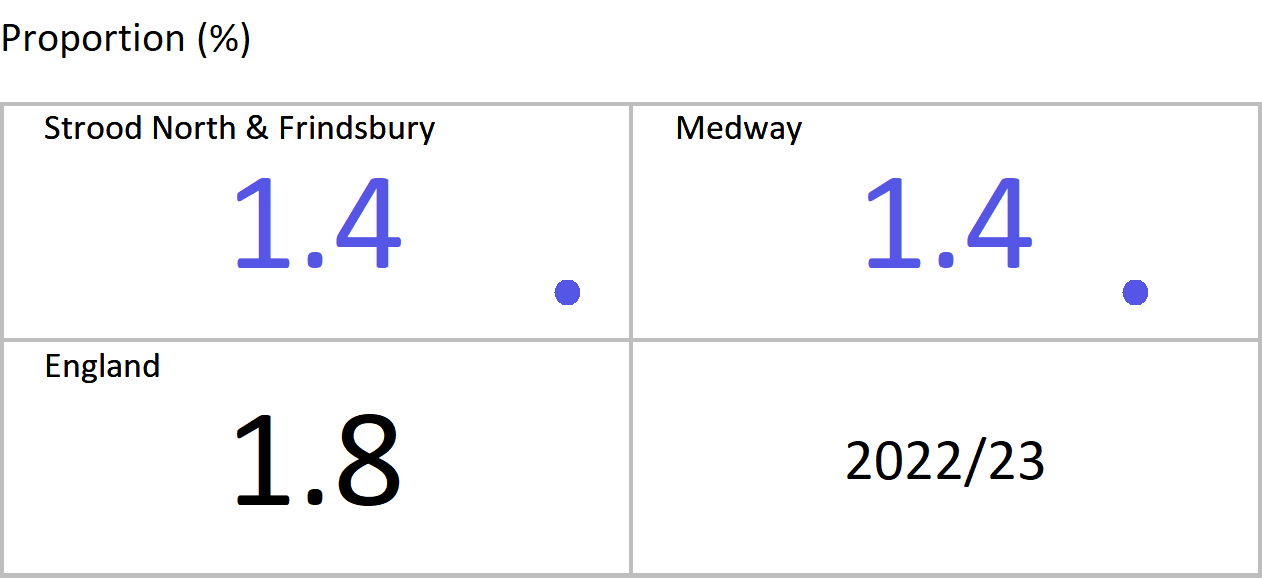 Proportion (%)
Strood North & Frindsbury
1.4
Medway
1.4
England
1.8
2022/23